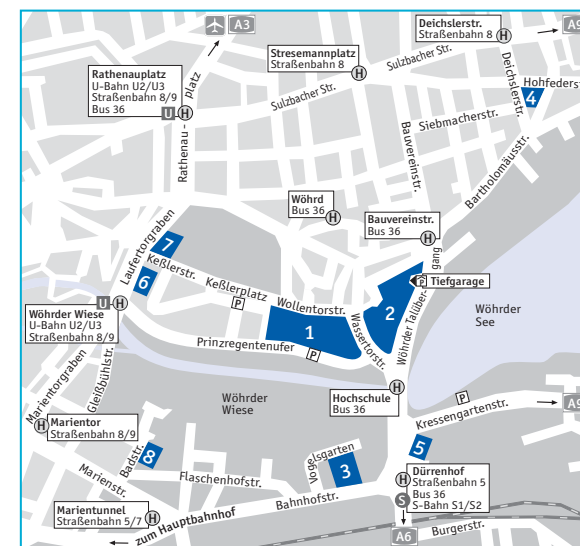 Deichslerstr.
Straßenbahn 8
A3
A9
Stresemannplatz
Straßenbahn 8
Sulzbacher Str.
Rathenauplatz
U-Bahn U2/U3
Straßenbahn 8/9
Bus 36
U
H
H
H
Rathenau-
platz
Sulzbacher Str.
Deichslerstr.
Hohfederst
4
Siebmacherstr.
Bauvereinstr.
Bartholomäusstr.
Wöhrd
Bus 36
H
Bauvereinstr.
Bus 36
H
Laufertorgraben
7
6
Keßlerstr.
Keßlerplatz
P
Wollentorstr.
1
2
P
Tiefgarage
Wöhrder Talüber-
gang
Wassertorstr.
Wöhrder
See
Wöhrder Wiese
U-Bahn U2/U3
Straßenbahn 8/9
U
H
Prinzregentenufer
P
Marientorgraben
Gleißbühlstr.
Wöhrder
Wiese
Hochschule
Bus 36
H
P
Kressengartenstr.
A9
Marientor
Straßenbahn 8/9
H
Badstr.
8
Vogelsgarten
3
5
Marienstr.
Flaschenhofstr.
Bahnhofstr.
Dürrenhof
Straßenbahn 5
Bus 36
S-Bahn S1/S2
H
S
Marientunnel
Straßenbahn 5/7
H
zum Hauptbahnhof
A6
Burgerstr.